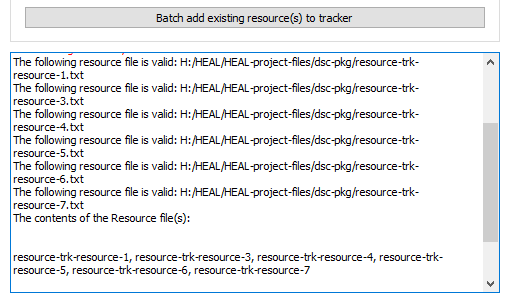 Batch add existing resource(s) to tracker
The following resource file is valid: H:/HEAL/HEAL-project-files/dsc-pkg/resource-trk-
resource-1.txt
The following resource file is valid: H:/HEAL/HEAL-project-files/dsc-pkg/resource-trk-
resource-3.txt
The following resource file is valid: H:/HEAL/HEAL-project-files/dsc-pkg/resource-trk-
resource-4.txt
The following resource file is valid: H:/HEAL/HEAL-project-files/dsc-pkg/resource-trk-
resource-5.txt
The following resource file is valid: H:/HEAL/HEAL-project-files/dsc-pkg/resource-trk-
resource-6.txt
The following resource file is valid: H:/HEAL/HEAL-project-files/dsc-pkg/resource-trk-
resource-7.txt
The contents of the Resource file(s):
resource-trk-resource-1, resource-trk-resource-3, resource-trk-resource-4, resource-trk-
resource-5, resource-trk-resource-6, resource-trk-resource-7